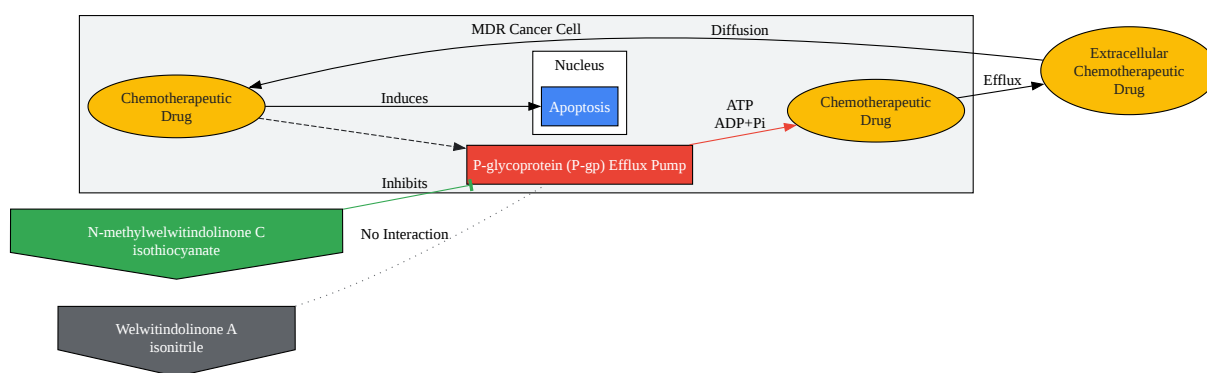 MDR Cancer Cell
Diffusion
Extracellular
Chemotherapeutic
Drug
Nucleus
Chemotherapeutic
Drug
Induces
Apoptosis
ATP
ADP+Pi
Chemotherapeutic
Drug
Efflux
P-glycoprotein (P-gp) Efflux Pump
Inhibits
N-methylwelwitindolinone C
isothiocyanate
No Interaction
Welwitindolinone A
isonitrile